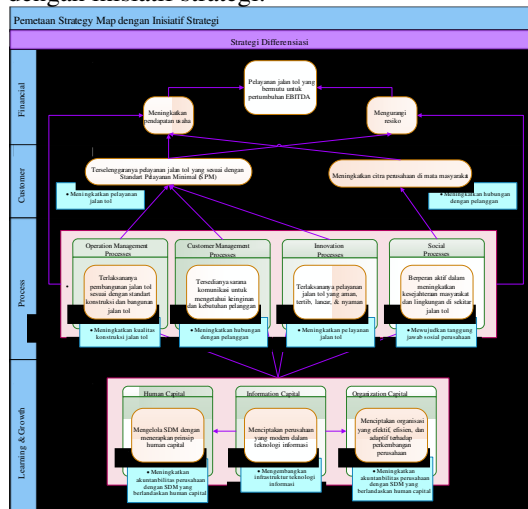 dengan inisiatif strategi.
Pemetaan Strategy Map dengan Inisiatif Strategi
Strategi Differensiasi
Financial
Pelayanan jalan tol yang
bermutu untuk
pertumbuhan EBITDA
Meningkatkan
pendapatan usaha
Mengurangi
resiko
Customer
Terselenggaranya pelayanan jalan tol yang sesuai dengan
Standart Pelayanan Minimal (SPM)
Meningkatkan citra perusahaan di mata masyarakat
• Meningkatkan pelayanan
jalan tol
• Meningkatkan hubungan
dengan pelanggan
Process
Operation Management
Processes
Terlaksananya
pembangunan jalan tol
sesuai dengan standart
konstruksi dan bangunan
jalan tol
• Meningkatkan kualitas
konstruksi jalan tol
Customer Management
Processes
Tersedianya sarana
komunikasi untuk
mengetahui keinginan
dan kebutuhan pelanggan
• Meningkatkan hubungan
dengan pelanggan
Innovation
Processes
Terlaksananya pelayanan
jalan tol yang aman,
tertib, lancar, & nyaman
• Meningkatkan pelayanan
jalan tol
Social
Processes
Berperan aktif dalam
meningkatkan
kesejahteraan masyarakat
dan lingkungan di sekitar
jalan tol
• Mewujudkan tanggung
jawab sosial perusahaan
Learning & Growth
Human Capital
Mengelola SDM dengan
menerapkan prinsip
human capital
• Meningkatkan
akuntanbilitas perusahaan
dengan SDM yang
berlandaskan human capital
Information Capital
Menciptakan perusahaan
yang modern dalam
teknologi informasi
• Mengembangkan
infrastruktur teknologi
informasi
Organization Capital
Menciptakan organisasi
yang efektif, efisien, dan
adaptif terhadap
perkembangan
perusahaan
• Meningkatkan
akuntanbilitas perusahaan
dengan SDM yang
berlandaskan human capital